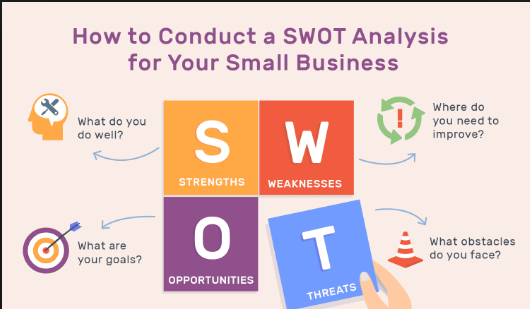 How to Conduct a SWOT Analysis
for Your Small Business
What do you
do well?
S
STRENGTHS
W
WEAKNESSES
Where do
you need to
improve?
What are
your goals?
O
OPPORTUNITIES
T
THREATS
What obstacles
do you face?
!